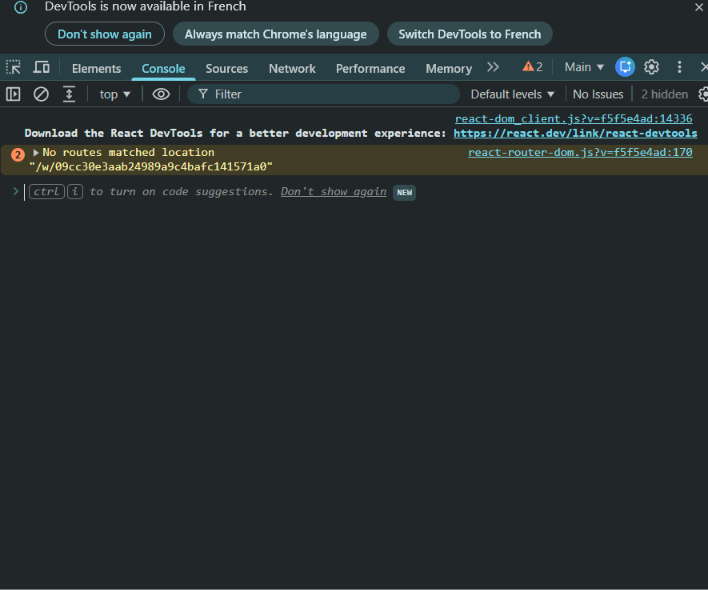 DevTools is now available in French
Don't show again Always match Chrome's language Switch DevTools to French
Elements Console Sources Network Performance Memory 2 Main
top Filter Default levels No Issues 2 hidden
react-dom_client.js?v=f5f5e4ad:14336
Download the React DevTools for a better development experience: https://react.dev/link/react-devtools
2 No routes matched location react-router-dom.js?v=f5f5e4ad:170
"/w/09cc30e3aab24989a9c4bafc141571a0"
ctrl i to turn on code suggestions. Don't show again NEW